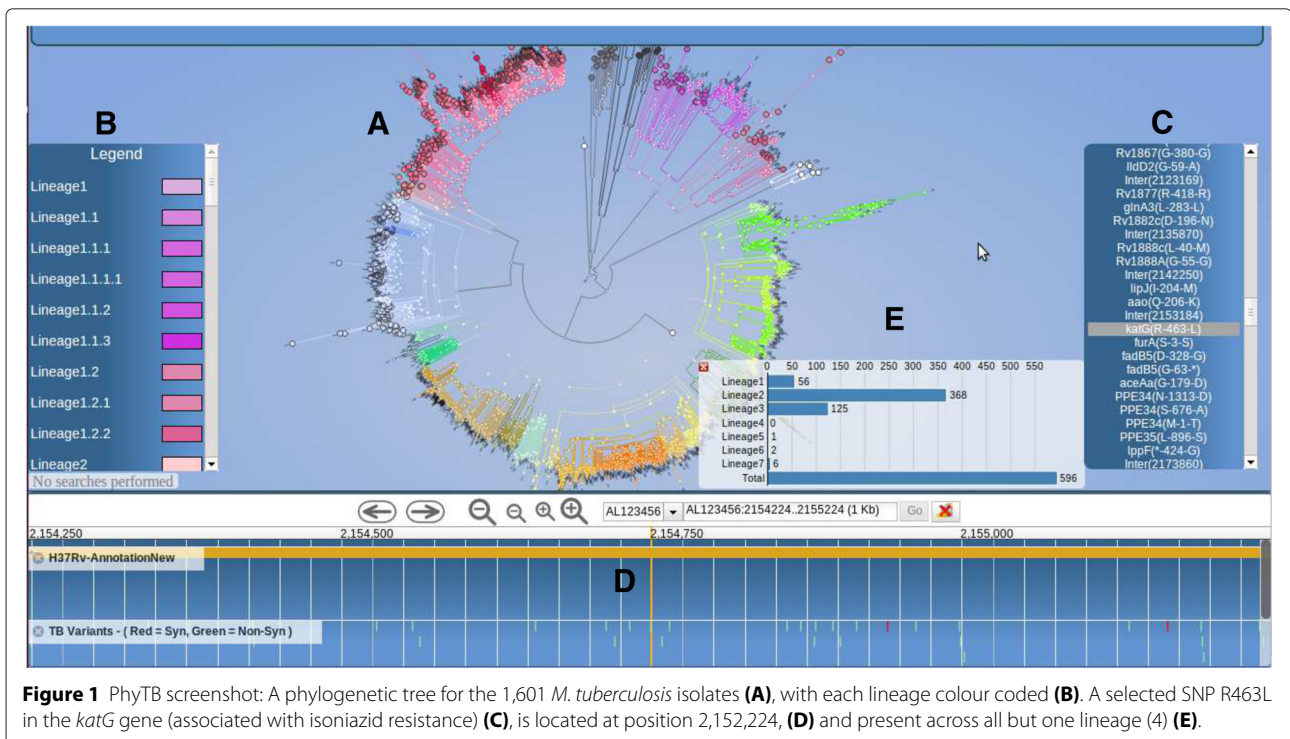 A
B
C
Legend
Lineage1
Lineage1.1
Lineage1.1.1
Lineage1.1.1.1
Lineage1.1.2
Lineage1.1.3
Lineage1.2
Lineage1.2.1
Lineage1.2.2
Lineage2
No searches performed
Rv1867(G-380-G)
lldD2(G-59-A)
Inter(2123169)
Rv1877(R-418-R)
glnA3(L-283-L)
Rv1882c(D-196-N)
Inter(2135870)
Rv1888c(L-40-M)
Rv1888A(G-55-G)
Inter(2142250)
lipJ(I-204-M)
aao(Q-206-K)
Inter(2153184)
katG(R-463-L)
furA(S-3-S)
fadB5(D-328-G)
fadB5(G-63-*)
aceAa(G-179-D)
PPE34(N-1313-D)
PPE34(S-676-A)
PPE34(M-1-T)
PPE35(L-896-S)
lppF(*-424-G)
Inter(2173860)
E
0 50 100 150 200 250 300 350 400 450 500 550
Lineage1 56
Lineage2 368
Lineage3 125
Lineage4 0
Lineage5 1
Lineage6 2
Lineage7 6
Total 596
AL123456 AL123456:2154224..2155224 (1 Kb) Go
2,154,250 2,154,500 2,154,750 2,155,000
H37Rv-AnnotationNew
D
TB Variants - ( Red = Syn, Green = Non-Syn )
Figure 1 PhyTB screenshot: A phylogenetic tree for the 1,601 M. tuberculosis isolates (A), with each lineage colour coded (B). A selected SNP R463L
in the katG gene (associated with isoniazid resistance) (C), is located at position 2,152,224, (D) and present across all but one lineage (4) (E).